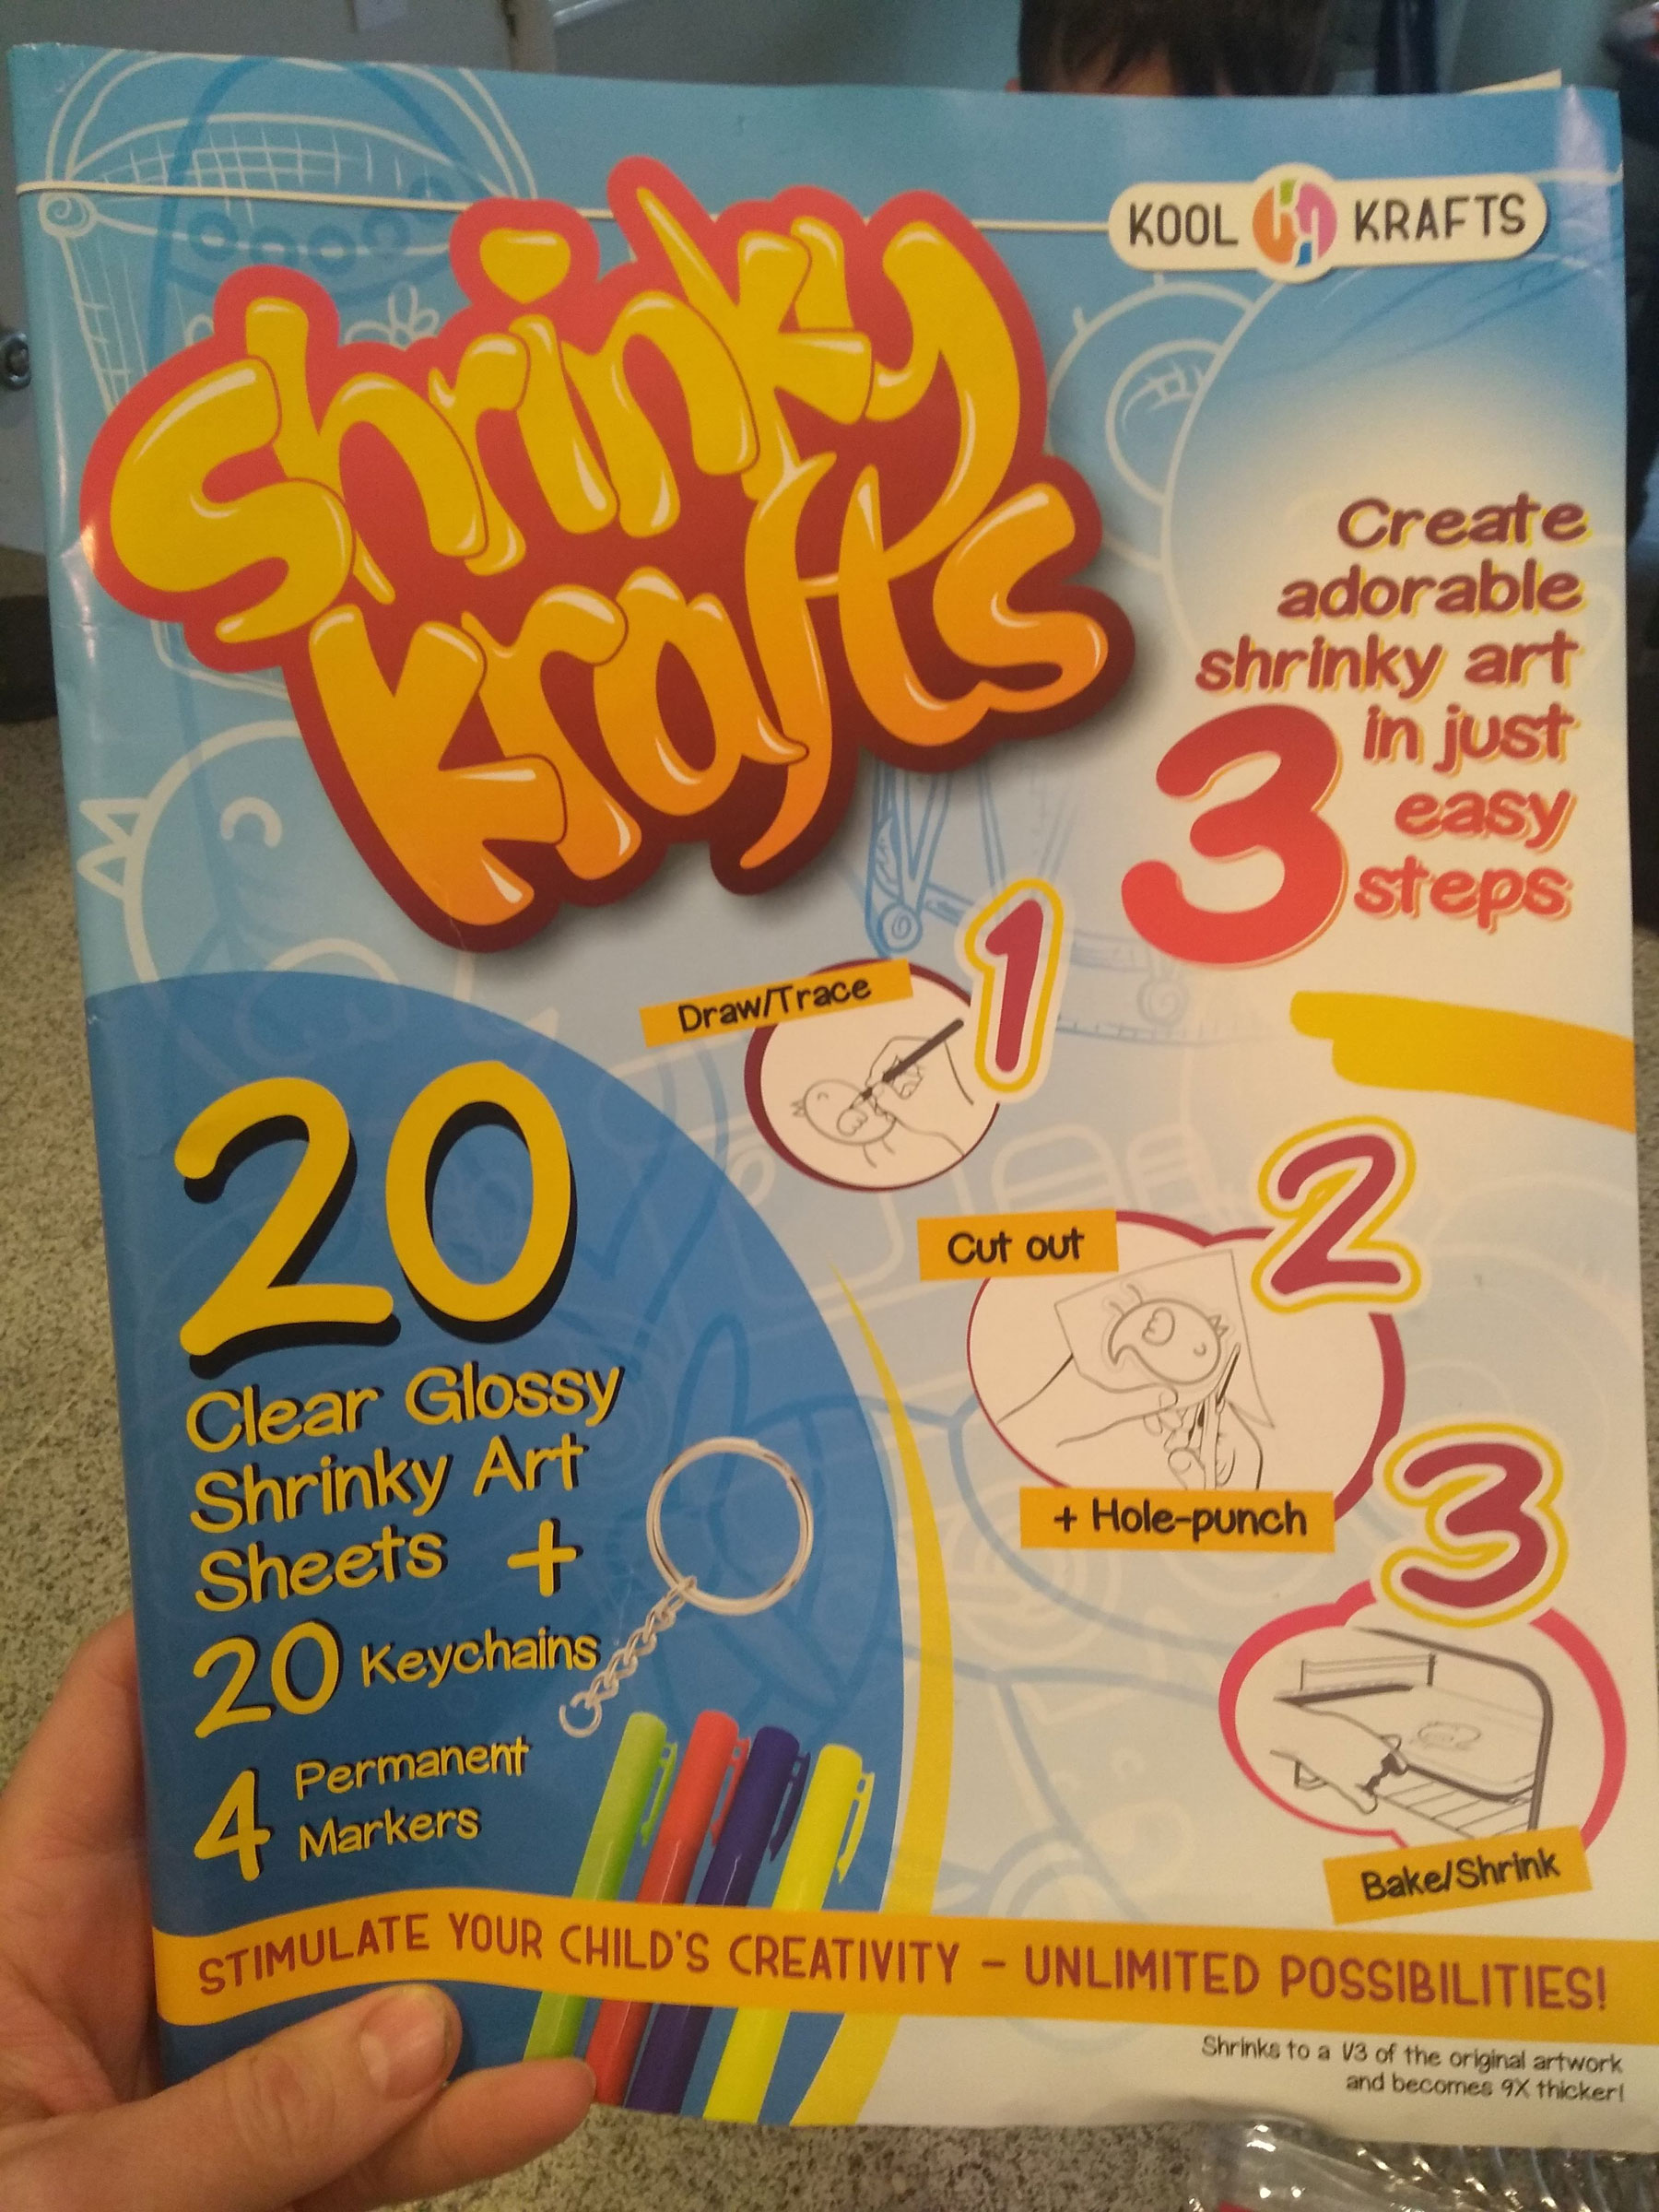 KOOL KRAFTS
Shrinky
Krafts
Create
adorable
shrinky art
in just
3 easy
steps
1
Draw/Trace
2
Cut out
+ Hole-punch
3
Bake/Shrink
20
Clear Glossy
Shrinky Art
Sheets +
20 Keychains
4 Permanent
Markers
STIMULATE YOUR CHILD'S CREATIVITY – UNLIMITED POSSIBILITIES!
Shrinks to a 1/3 of the original artwork
and becomes 9X thicker!